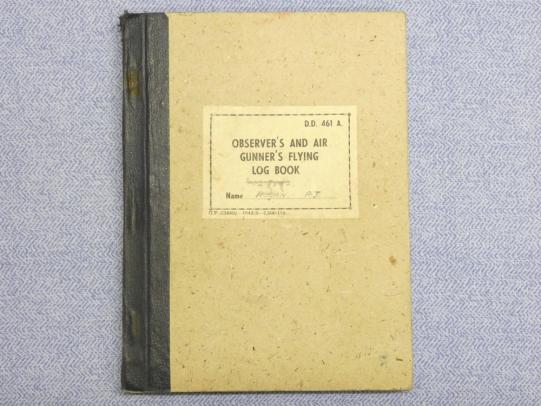 D.D. 461 A.
OBSERVER'S AND AIR
GUNNER'S FLYING
LOG BOOK
Name